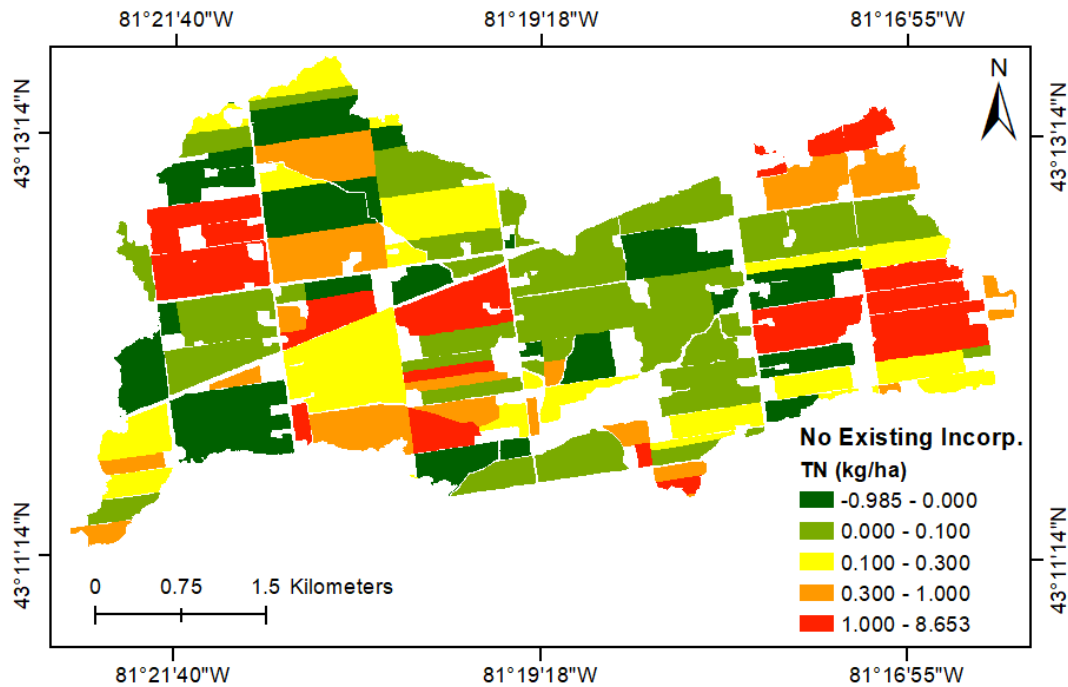 81°21'40"W 81°19'18"W 81°16'55"W
N
43°13'14"N 43°13'14"N
No Existing Incorp.
TN (kg/ha)
-0.985 - 0.000
0.000 - 0.100
0.100 - 0.300
0.300 - 1.000
1.000 - 8.653
43°11'14"N 43°11'14"N
0 0.75 1.5 Kilometers
81°21'40"W 81°19'18"W 81°16'55"W